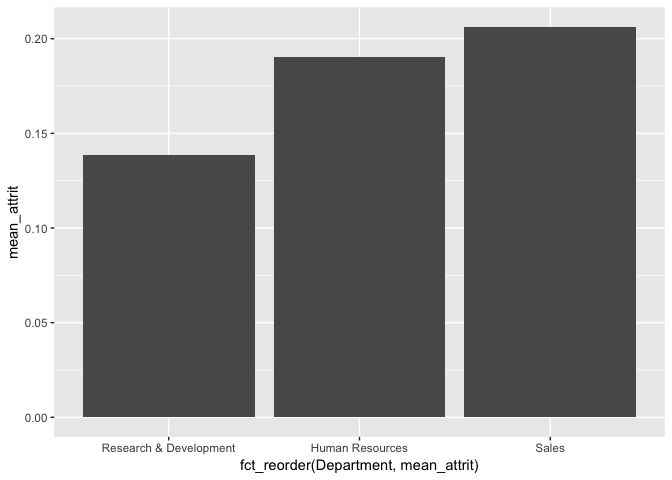 mean_attrit
0.20
0.15
0.10
0.05
0.00
Research & Development
Human Resources
Sales
fct_reorder(Department, mean_attrit)